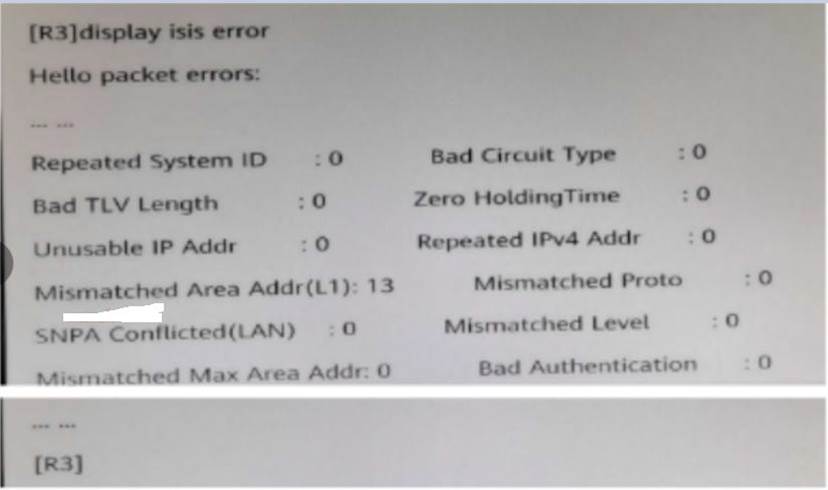 [R3]display isis error
Hello packet errors:
... ...
Repeated System ID : 0 Bad Circuit Type : 0
Bad TLV Length : 0 Zero HoldingTime : 0
Unusable IP Addr : 0 Repeated IPv4 Addr : 0
Mismatched Area Addr(L1): 13 Mismatched Proto : 0
SNPA Conflicted(LAN) : 0 Mismatched Level : 0
Mismatched Max Area Addr: 0 Bad Authentication : 0
... ...
[R3]